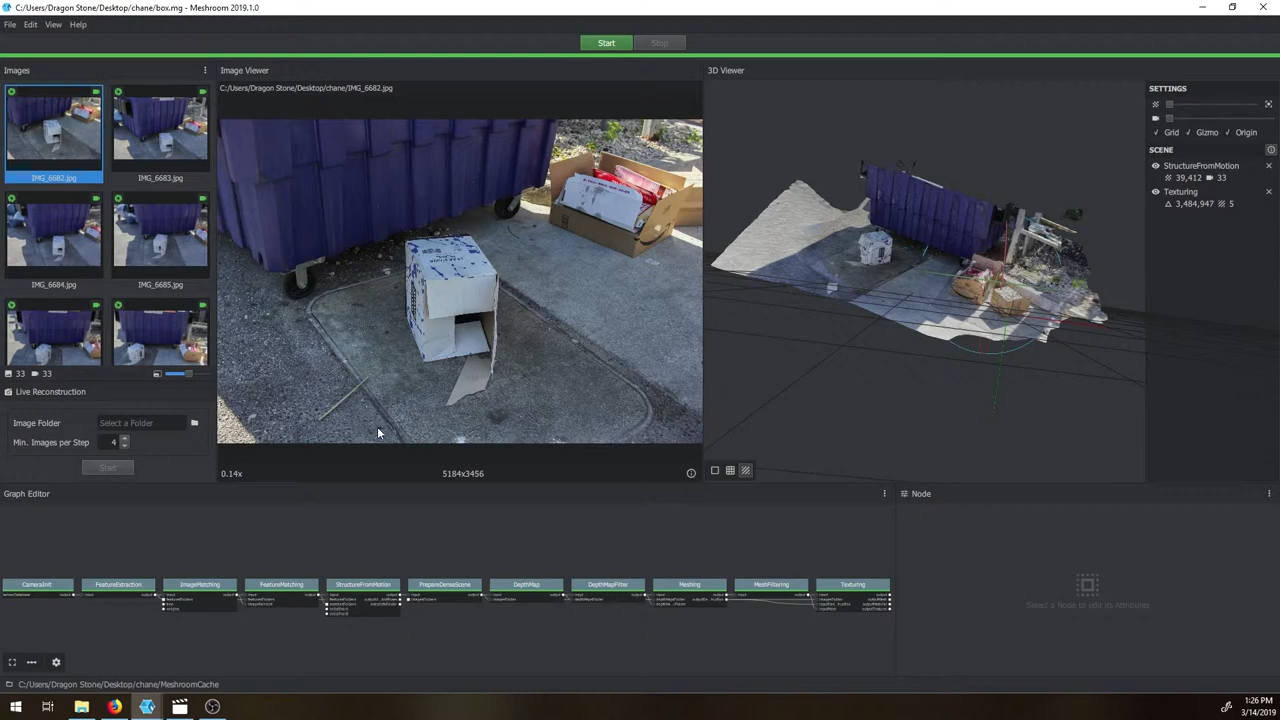 C:/Users/Dragon Stone/Desktop/chane/box.mg - Meshroom 2019.1.0
File Edit View Help
Start Stop
Images
Image Viewer
3D Viewer
C:/Users/Dragon Stone/Desktop/chane/IMG_6682.jpg
SETTINGS
Grid Gizmo Origin
SCENE
StructureFromMotion
39,412 33
Texturing
3,484,947 5
IMG_6682.jpg IMG_6683.jpg
IMG_6684.jpg IMG_6685.jpg
33 33
Live Reconstruction
Image Folder Select a Folder
Min. Images per Step 4
Start
0.14x 5184x3456
Graph Editor
Node
CameraInit FeatureExtraction ImageMatching FeatureMatching StructureFromMotion PrepareDenseScene DepthMap DepthMapFilter Meshing MeshFiltering Texturing
Select a Node to edit its Attributes
C:/Users/Dragon Stone/Desktop/chane/MeshroomCache
1:26 PM
3/14/2019